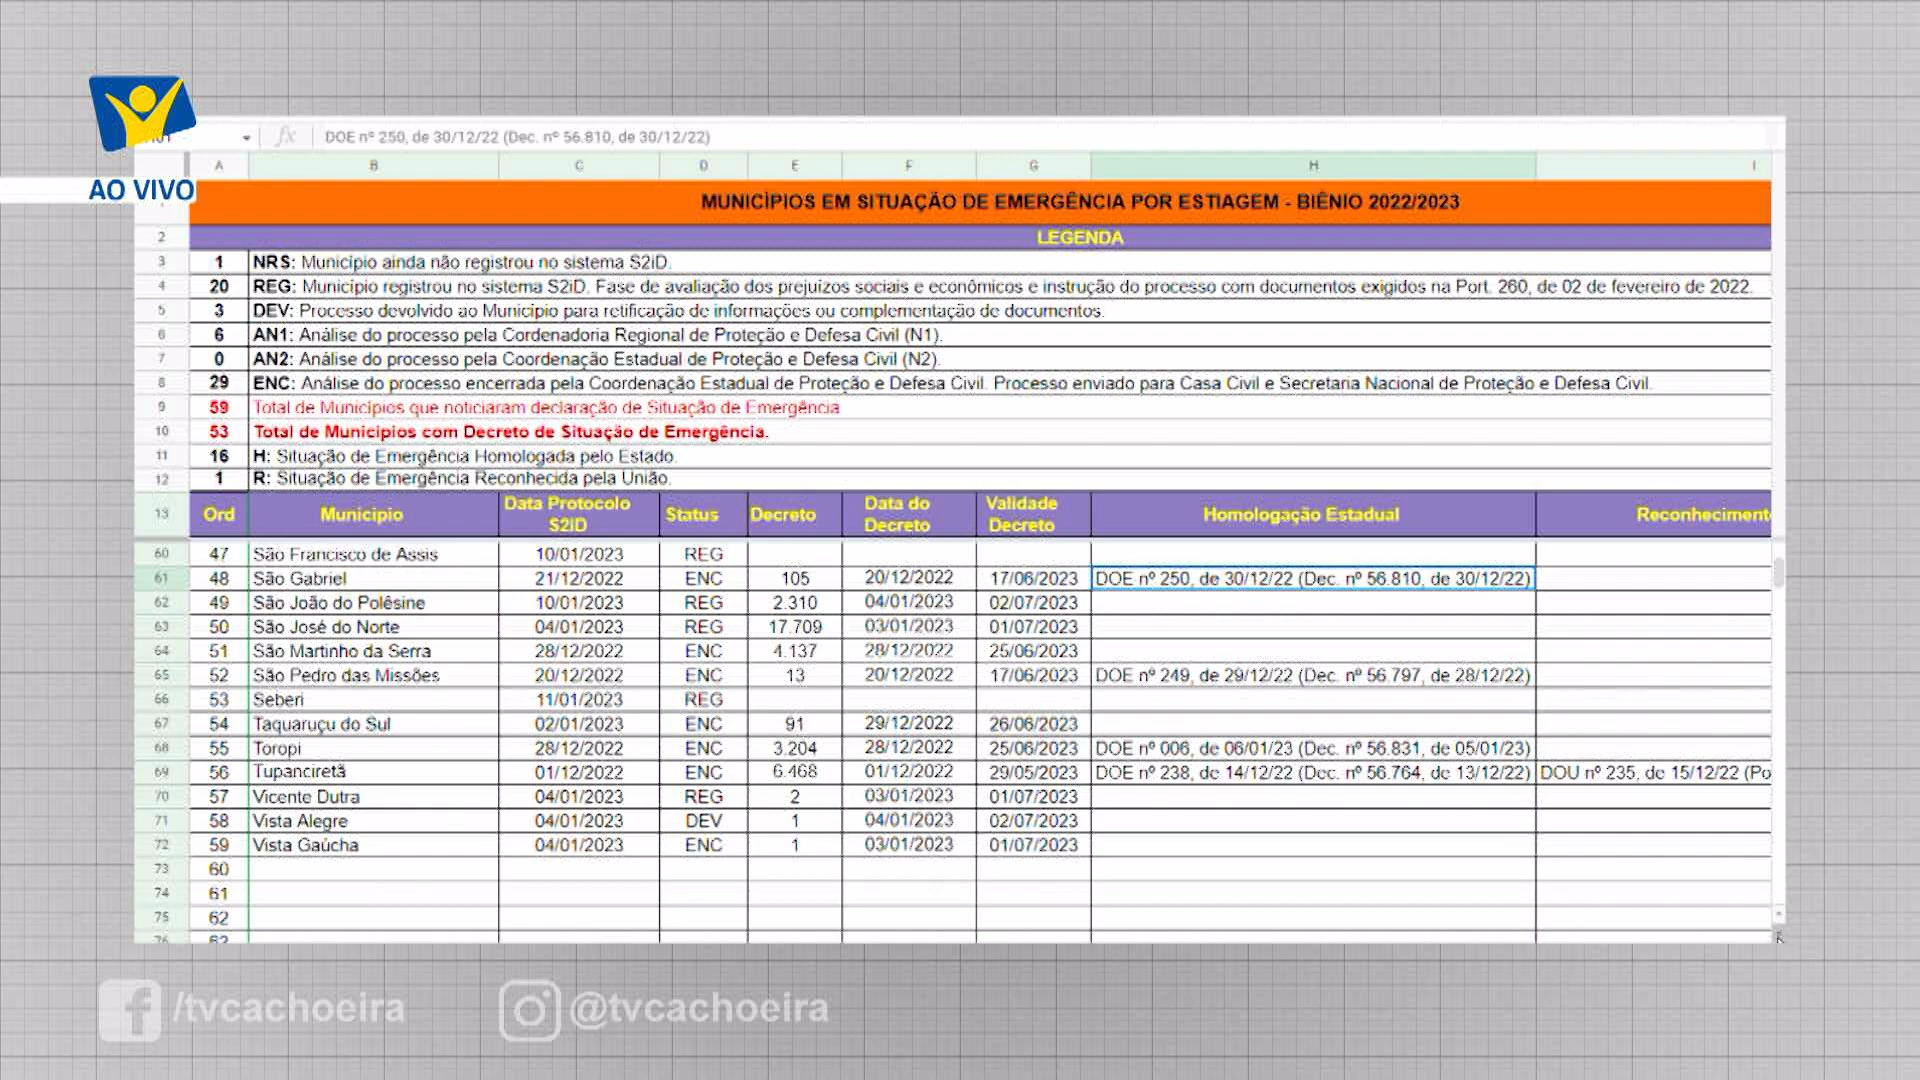 DOE nº 250, de 30/12/22 (Dec. nº 56.810, de 30/12/22)
A B C D E F G H I
AO VIVO
MUNICÍPIOS EM SITUAÇÃO DE EMERGÊNCIA POR ESTIAGEM - BIÊNIO 2022/2023
2 LEGENDA
3 1 NRS: Município ainda não registrou no sistema S2iD.
4 20 REG: Município registrou no sistema S2iD. Fase de avaliação dos prejuízos sociais e econômicos e instrução do processo com documentos exigidos na Port. 260, de 02 de fevereiro de 2022.
5 3 DEV: Processo devolvido ao Município para retificação de informações ou complementação de documentos.
6 6 AN1: Análise do processo pela Cordenadoria Regional de Proteção e Defesa Civil (N1).
7 0 AN2: Análise do processo pela Coordenação Estadual de Proteção e Defesa Civil (N2).
8 29 ENC: Análise do processo encerrada pela Coordenação Estadual de Proteção e Defesa Civil. Processo enviado para Casa Civil e Secretaria Nacional de Proteção e Defesa Civil.
9 59 Total de Municípios que noticiaram declaração de Situação de Emergência
10 53 Total de Municípios com Decreto de Situação de Emergência.
11 16 H: Situação de Emergência Homologada pelo Estado.
12 1 R: Situação de Emergência Reconhecida pela União.
13 Ord Município Data Protocolo S2iD Status Decreto Data do Decreto Validade Decreto Homologação Estadual Reconheciment
60 47 São Francisco de Assis 10/01/2023 REG
61 48 São Gabriel 21/12/2022 ENC 105 20/12/2022 17/06/2023 DOE nº 250, de 30/12/22 (Dec. nº 56.810, de 30/12/22)
62 49 São João do Polêsine 10/01/2023 REG 2.310 04/01/2023 02/07/2023
63 50 São José do Norte 04/01/2023 REG 17.709 03/01/2023 01/07/2023
64 51 São Martinho da Serra 28/12/2022 ENC 4.137 28/12/2022 25/06/2023
65 52 São Pedro das Missões 20/12/2022 ENC 13 20/12/2022 17/06/2023 DOE nº 249, de 29/12/22 (Dec. nº 56.797, de 28/12/22)
66 53 Seberi 11/01/2023 REG
67 54 Taquaruçu do Sul 02/01/2023 ENC 91 29/12/2022 26/06/2023
68 55 Toropi 28/12/2022 ENC 3.204 28/12/2022 25/06/2023 DOE nº 006, de 06/01/23 (Dec. nº 56.831, de 05/01/23)
69 56 Tupanciretã 01/12/2022 ENC 6.468 01/12/2022 29/05/2023 DOE nº 238, de 14/12/22 (Dec. nº 56.764, de 13/12/22) DOU nº 235, de 15/12/22 (Po
70 57 Vicente Dutra 04/01/2023 REG 2 03/01/2023 01/07/2023
71 58 Vista Alegre 04/01/2023 DEV 1 04/01/2023 02/07/2023
72 59 Vista Gaúcha 04/01/2023 ENC 1 03/01/2023 01/07/2023
73 60
74 61
75 62
/tvcachoeira @tvcachoeira